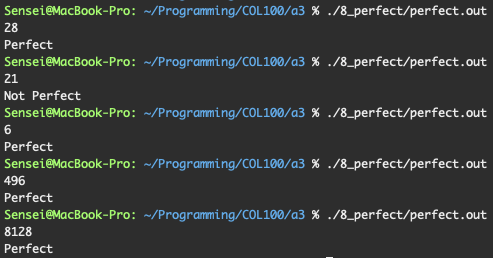 Sensei@MacBook-Pro: ~/Programming/COL100/a3 % ./8_perfect/perfect.out
28
Perfect
Sensei@MacBook-Pro: ~/Programming/COL100/a3 % ./8_perfect/perfect.out
21
Not Perfect
Sensei@MacBook-Pro: ~/Programming/COL100/a3 % ./8_perfect/perfect.out
6
Perfect
Sensei@MacBook-Pro: ~/Programming/COL100/a3 % ./8_perfect/perfect.out
496
Perfect
Sensei@MacBook-Pro: ~/Programming/COL100/a3 % ./8_perfect/perfect.out
8128
Perfect